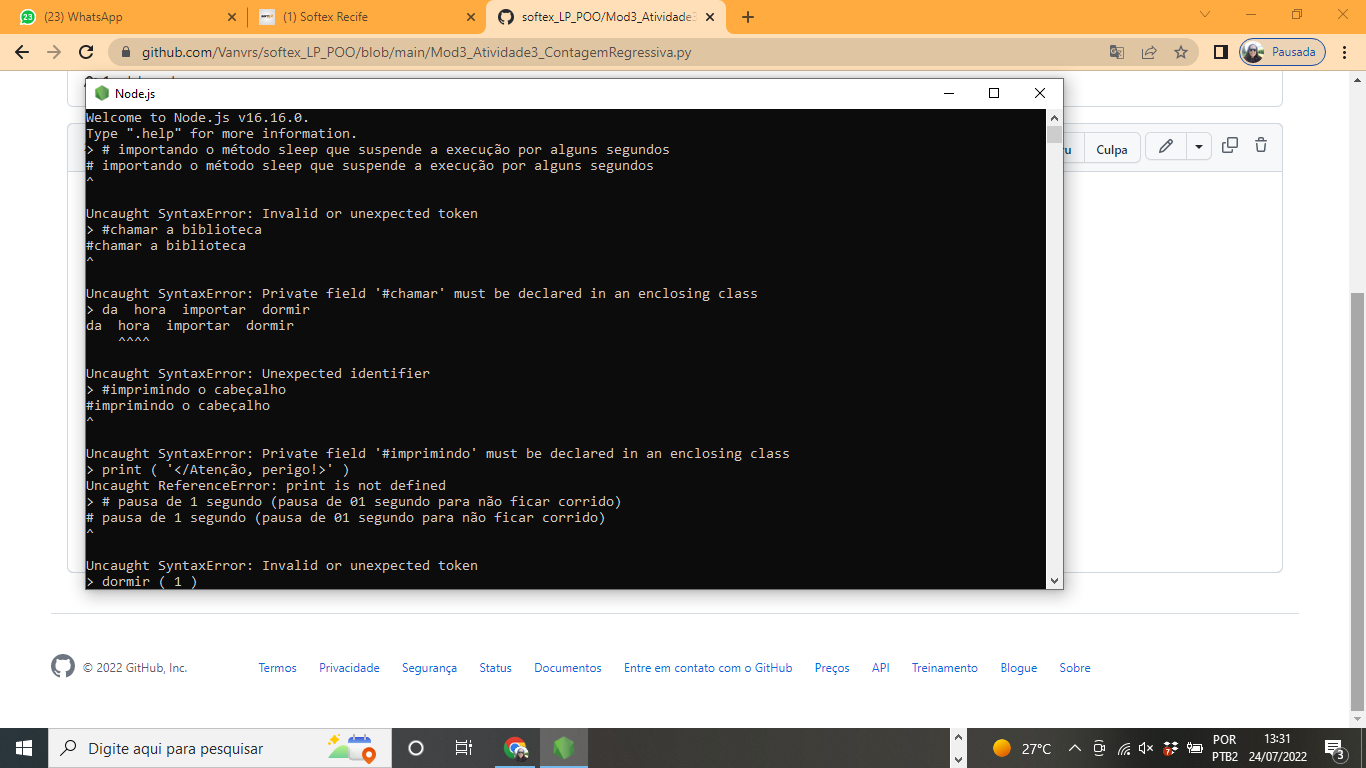 (23) WhatsApp
(1) Softex Recife
softex_LP_POO/Mod3_Atividade3
github.com/Vanvrs/softex_LP_POO/blob/main/Mod3_Atividade3_ContagemRegressiva.py
Pausada
Node.js
Culpa
Welcome to Node.js v16.16.0.
Type ".help" for more information.
> # importando o método sleep que suspende a execução por alguns segundos
# importando o método sleep que suspende a execução por alguns segundos
^
Uncaught SyntaxError: Invalid or unexpected token
> #chamar a biblioteca
#chamar a biblioteca
^
Uncaught SyntaxError: Private field '#chamar' must be declared in an enclosing class
> da  hora  importar  dormir
da  hora  importar  dormir
    ^^^^
Uncaught SyntaxError: Unexpected identifier
> #imprimindo o cabeçalho
#imprimindo o cabeçalho
^
Uncaught SyntaxError: Private field '#imprimindo' must be declared in an enclosing class
> print ( '</Atenção, perigo!>' )
Uncaught ReferenceError: print is not defined
> # pausa de 1 segundo (pausa de 01 segundo para não ficar corrido)
# pausa de 1 segundo (pausa de 01 segundo para não ficar corrido)
^
Uncaught SyntaxError: Invalid or unexpected token
> dormir ( 1 )
© 2022 GitHub, Inc.
Termos
Privacidade
Segurança
Status
Documentos
Entre em contato com o GitHub
Preços
API
Treinamento
Blogue
Sobre
Digite aqui para pesquisar
27°C
POR
PTB2
13:31
24/07/2022
3